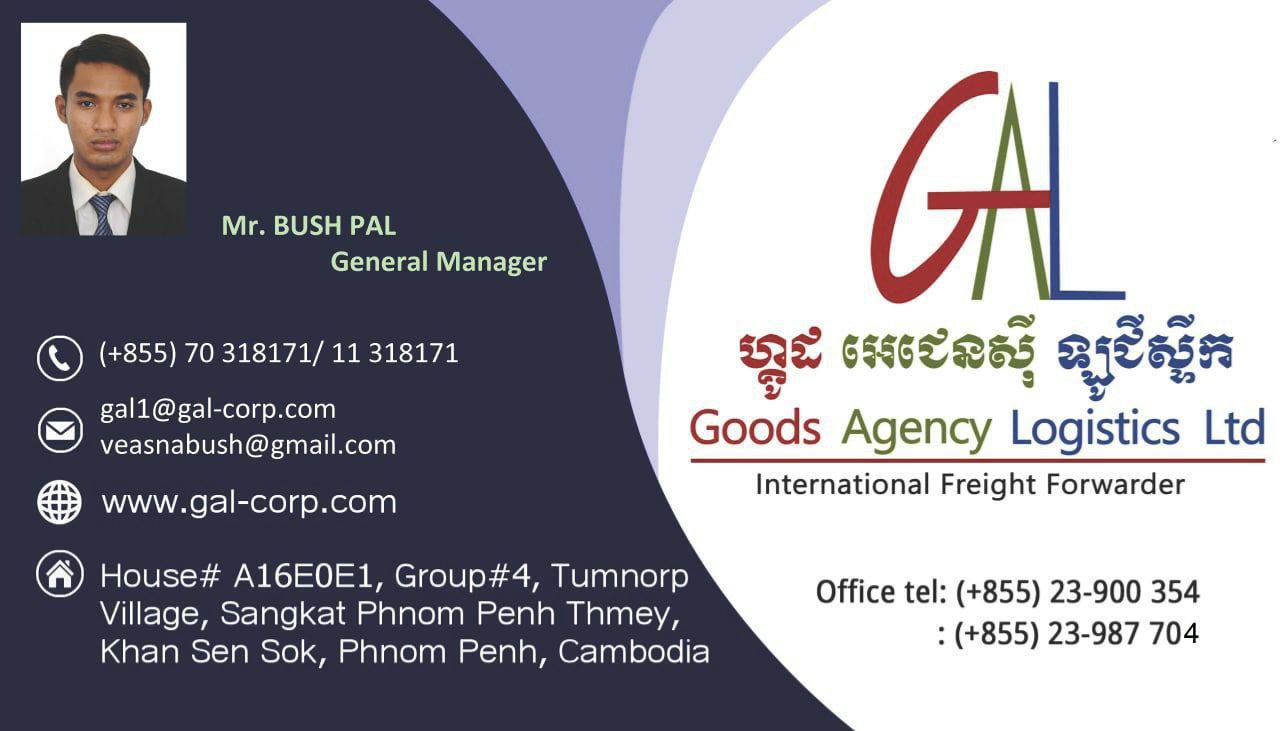 Mr. BUSH PAL
General Manager
(+855) 70 318171/ 11 318171
gal1@gal-corp.com
veasnabush@gmail.com
www.gal-corp.com
House# A16E0E1, Group#4, Tumnorp
Village, Sangkat Phnom Penh Thmey,
Khan Sen Sok, Phnom Penh, Cambodia
GAL
ហ្គូដ អេជេនស៊ី ឡូជីស្ទីក
Goods Agency Logistics Ltd
International Freight Forwarder
Office tel: (+855) 23-900 354
: (+855) 23-987 704